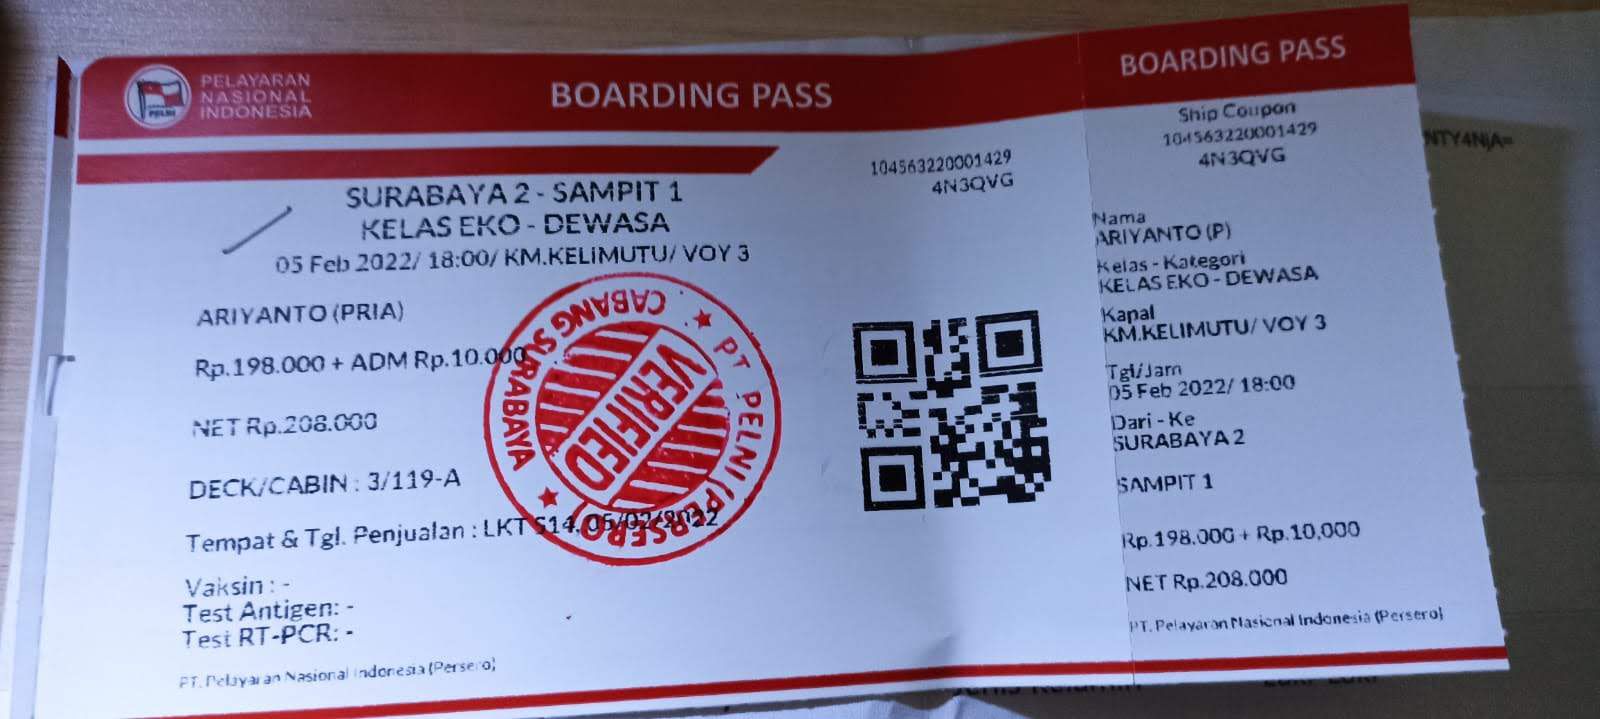 PELAYARAN
NASIONAL
INDONESIA
PELNI
BOARDING PASS
104563220001429
4N3QVG
SURABAYA 2 - SAMPIT 1
KELAS EKO - DEWASA
05 Feb 2022/ 18:00/ KM.KELIMUTU/ VOY 3
ARIYANTO (PRIA)
Rp.198.000 + ADM Rp.10.000
NET Rp.208.000
DECK/CABIN : 3/119-A
Tempat & Tgl. Penjualan : LKT S14, 05/02/2022
Vaksin : -
Test Antigen: -
Test RT-PCR: -
PT. Pelayaran Nasional Indonesia (Persero)
PT PELNI (PERSERO)
CABANG SURABAYA
VERIFIED
BOARDING PASS
Ship Coupon
104563220001429
4N3QVG
Nama
ARIYANTO (P)
Kelas - Kategori
KELAS EKO - DEWASA
Kapal
KM.KELIMUTU/ VOY 3
Tgl/Jam
05 Feb 2022/ 18:00
Dari - Ke
SURABAYA 2
SAMPIT 1
Rp.198.000 + Rp.10,000
NET Rp.208.000
PT. Pelayaran Nasional Indonesia (Persero)